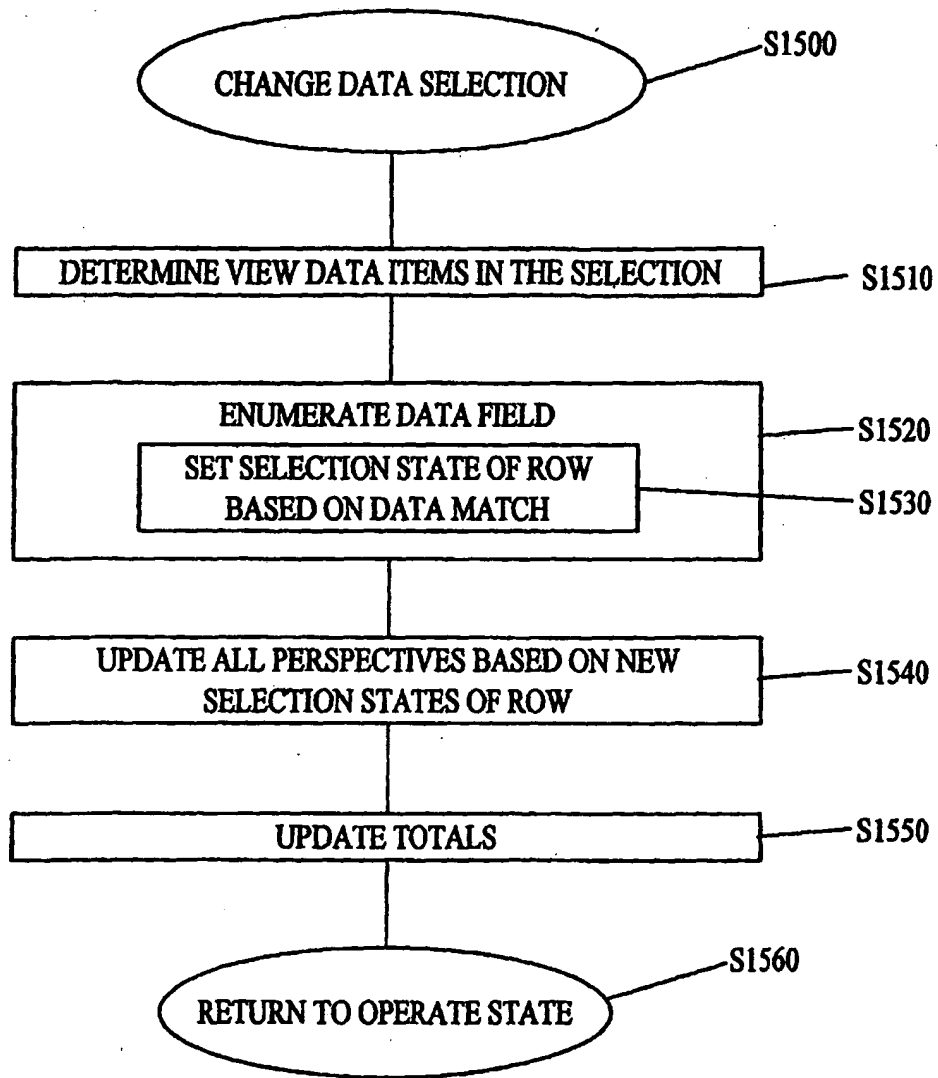 S1500
CHANGE DATA SELECTION
DETERMINE VIEW DATA ITEMS IN THE SELECTION
S1510
ENUMERATE DATA FIELD
S1520
SET SELECTION STATE OF ROW
BASED ON DATA MATCH
S1530
UPDATE ALL PERSPECTIVES BASED ON NEW
SELECTION STATES OF ROW
S1540
UPDATE TOTALS
S1550
S1560
RETURN TO OPERATE STATE